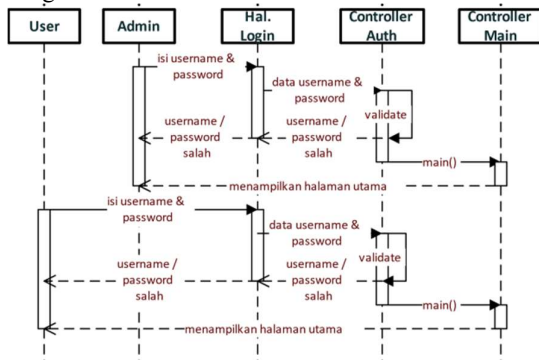 User
Admin
Hal.
Login
Controller
Auth
Controller
Main
isi username &
password
data username &
password
validate
username /
password
salah
username /
password
salah
main()
menampilkan halaman utama
isi username &
password
data username &
password
validate
username /
password
salah
username /
password
salah
main()
menampilkan halaman utama